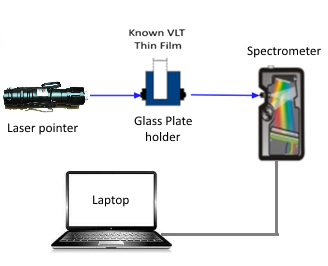 Known VLT
Thin Film
Spectrometer
Laser pointer
Glass Plate
holder
Laptop